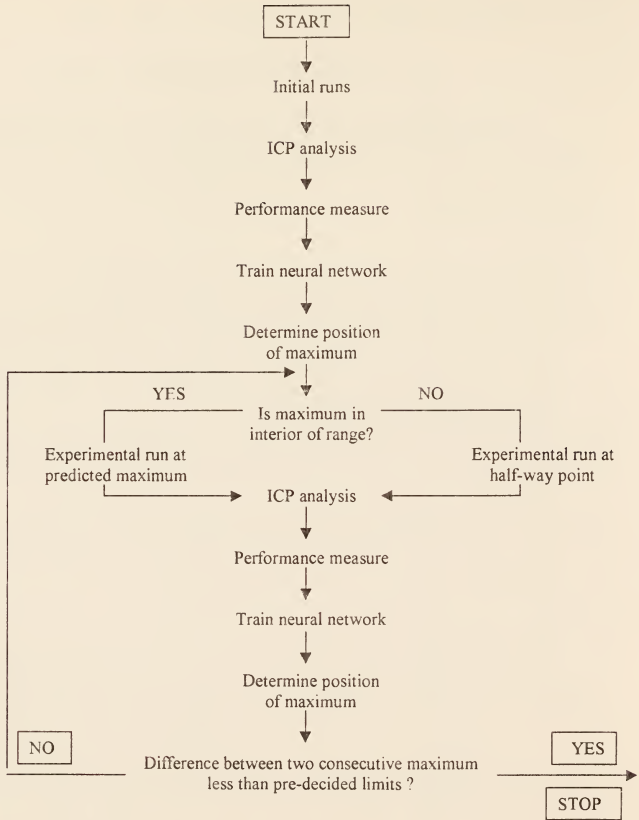 START
Initial runs
ICP analysis
Performance measure
Train neural network
Determine position
of maximum
YES
NO
Is maximum in
interior of range?
Experimental run at
predicted maximum
Experimental run at
half-way point
ICP analysis
Performance measure
Train neural network
Determine position
of maximum
NO
Difference between two consecutive maximum
less than pre-decided limits ?
YES
STOP